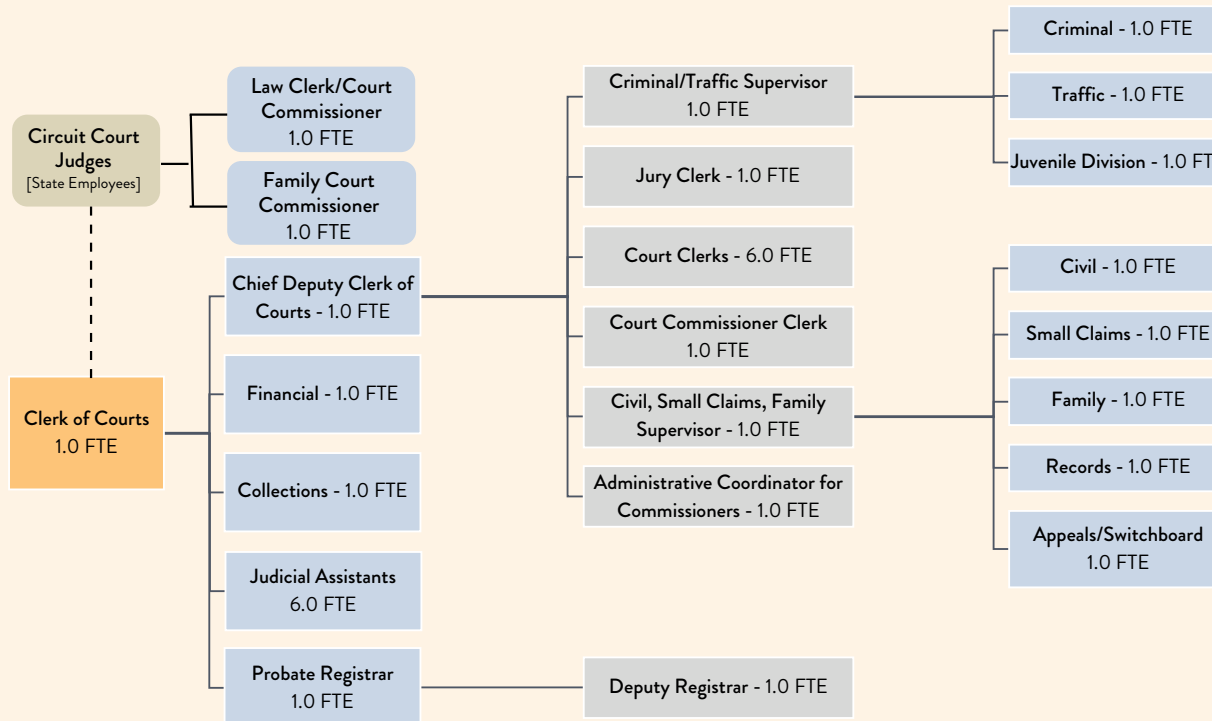 Circuit Court
Judges
[State Employees]
Law Clerk/Court
Commissioner
1.0 FTE
Family Court
Commissioner
1.0 FTE
Clerk of Courts
1.0 FTE
Chief Deputy Clerk of
Courts - 1.0 FTE
Financial - 1.0 FTE
Collections - 1.0 FTE
Judicial Assistants
6.0 FTE
Probate Registrar
1.0 FTE
Criminal/Traffic Supervisor
1.0 FTE
Jury Clerk - 1.0 FTE
Court Clerks - 6.0 FTE
Court Commissioner Clerk
1.0 FTE
Civil, Small Claims, Family
Supervisor - 1.0 FTE
Administrative Coordinator for
Commissioners - 1.0 FTE
Deputy Registrar - 1.0 FTE
Criminal - 1.0 FTE
Traffic - 1.0 FTE
Juvenile Division - 1.0 FT
Civil - 1.0 FTE
Small Claims - 1.0 FTE
Family - 1.0 FTE
Records - 1.0 FTE
Appeals/Switchboard
1.0 FTE